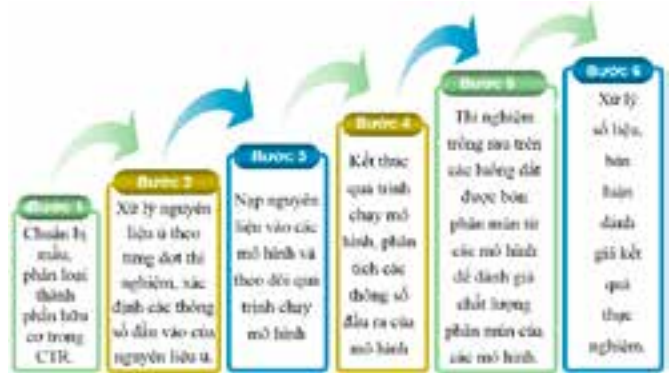 Bước 1
Chuẩn bị
mẫu,
phân loại
thành
phần hữu
cơ trong
CTR.
Bước 2
Xử lý nguyên
liệu ủ theo
từng đợt thí
nghiệm, xác
định các thông
số đầu vào của
nguyên liệu ủ.
Bước 3
Nạp nguyên
liệu vào các
mô hình và
theo dõi quá
trình chạy
mô hình
Bước 4
Kết thúc
quá trình
chạy mô
hình, phân
tích các
thông số
đầu ra của
mô hình
Bước 5
Thí nghiệm
trồng rau trên
các luống đất
được bón
phân mùn từ
các mô hình
để đánh giá
chất lượng
phân mùn của
các mô hình.
Bước 6
Xử lý
số liệu,
bàn
luận
đánh
giá kết
quả
thực
nghiệm.